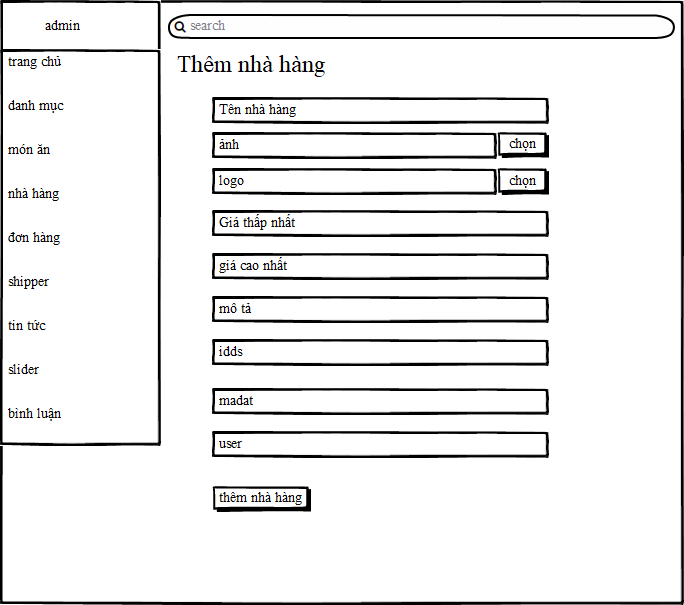 admin
search
trang chủ
danh mục
món ăn
nhà hàng
đơn hàng
shipper
tin tức
slider
bình luận
Thêm nhà hàng
Tên nhà hàng
ảnh
chọn
logo
chọn
Giá thấp nhất
giá cao nhất
mô tả
idds
madat
user
thêm nhà hàng